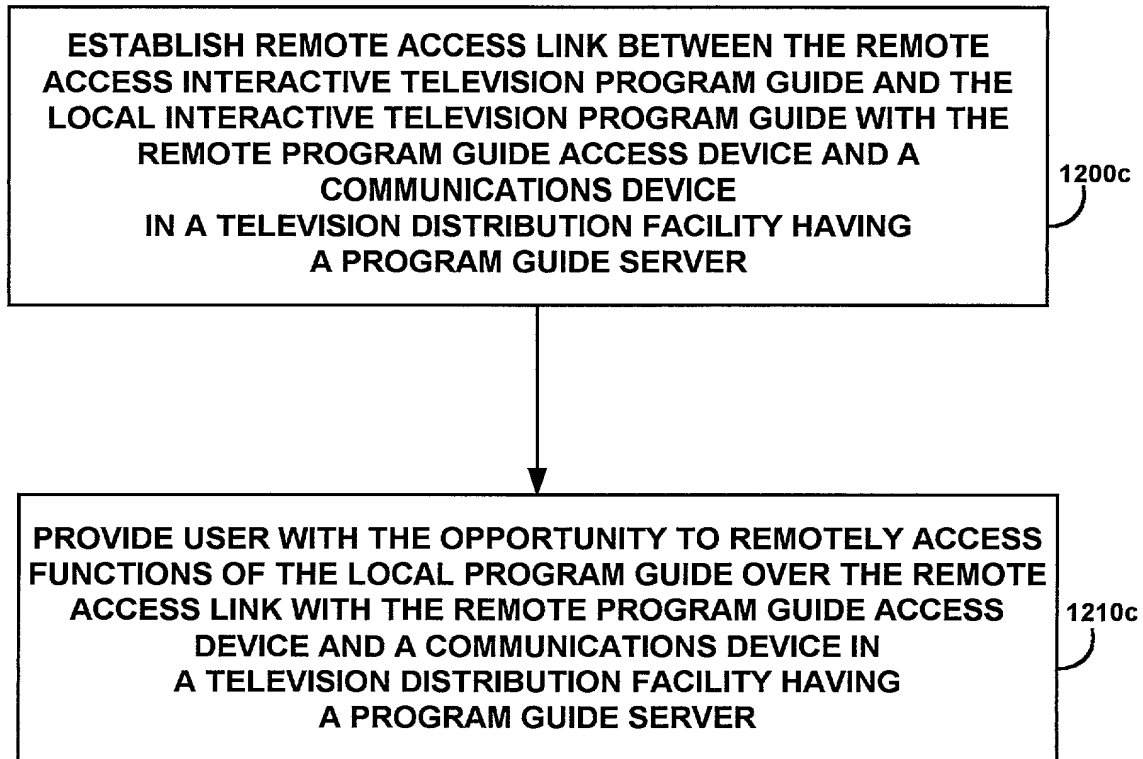 ESTABLISH REMOTE ACCESS LINK BETWEEN THE REMOTE
ACCESS INTERACTIVE TELEVISION PROGRAM GUIDE AND THE
LOCAL INTERACTIVE TELEVISION PROGRAM GUIDE WITH THE
REMOTE PROGRAM GUIDE ACCESS DEVICE AND A
COMMUNICATIONS DEVICE
IN A TELEVISION DISTRIBUTION FACILITY HAVING
A PROGRAM GUIDE SERVER
1200c
PROVIDE USER WITH THE OPPORTUNITY TO REMOTELY ACCESS
FUNCTIONS OF THE LOCAL PROGRAM GUIDE OVER THE REMOTE
ACCESS LINK WITH THE REMOTE PROGRAM GUIDE ACCESS
DEVICE AND A COMMUNICATIONS DEVICE IN
A TELEVISION DISTRIBUTION FACILITY HAVING
A PROGRAM GUIDE SERVER
1210c